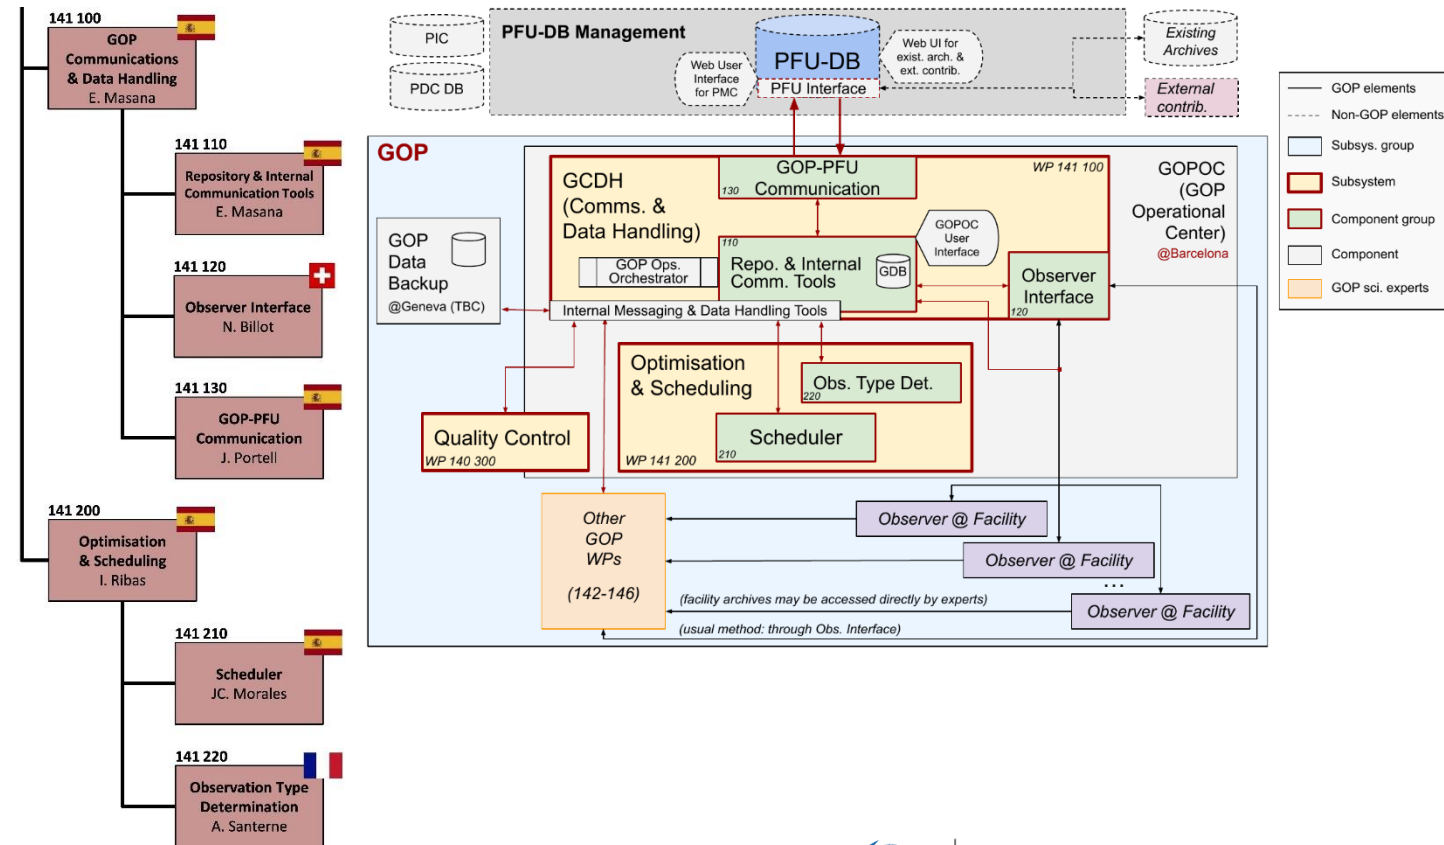 141 100
GOP
Communications
& Data Handling
E. Masana
141 110
Repository & Internal
Communication Tools
E. Masana
141 120
Observer Interface
N. Billot
141 130
GOP-PFU
Communication
J. Portell
141 200
Optimisation
& Scheduling
I. Ribas
141 210
Scheduler
JC. Morales
141 220
Observation Type
Determination
A. Santerne
PIC
PDC DB
PFU-DB Management
Web User
Interface
for PMC
PFU-DB
PFU Interface
Web UI for
exist. arch. &
ext. contrib.
Existing
Archives
External
contrib.
GOP
GOP
Data
Backup
@Geneva (TBC)
GCDH
(Comms. &
Data Handling)
GOP-PFU
Communication
130
WP 141 100
GOPOC
(GOP
Operational
Center)
@Barcelona
110
Repo. & Internal
Comm. Tools
GDB
GOPOC
User
Interface
GOP Ops.
Orchestrator
Observer
Interface
120
Internal Messaging & Data Handling Tools
Optimisation
& Scheduling
Obs. Type Det.
220
Scheduler
210
WP 141 200
Quality Control
WP 140 300
Other
GOP
WPs
(142-146)
Observer @ Facility
Observer @ Facility
...
Observer @ Facility
(facility archives may be accessed directly by experts)
(usual method: through Obs. Interface)
GOP elements
Non-GOP elements
Subsys. group
Subsystem
Component group
Component
GOP sci. experts